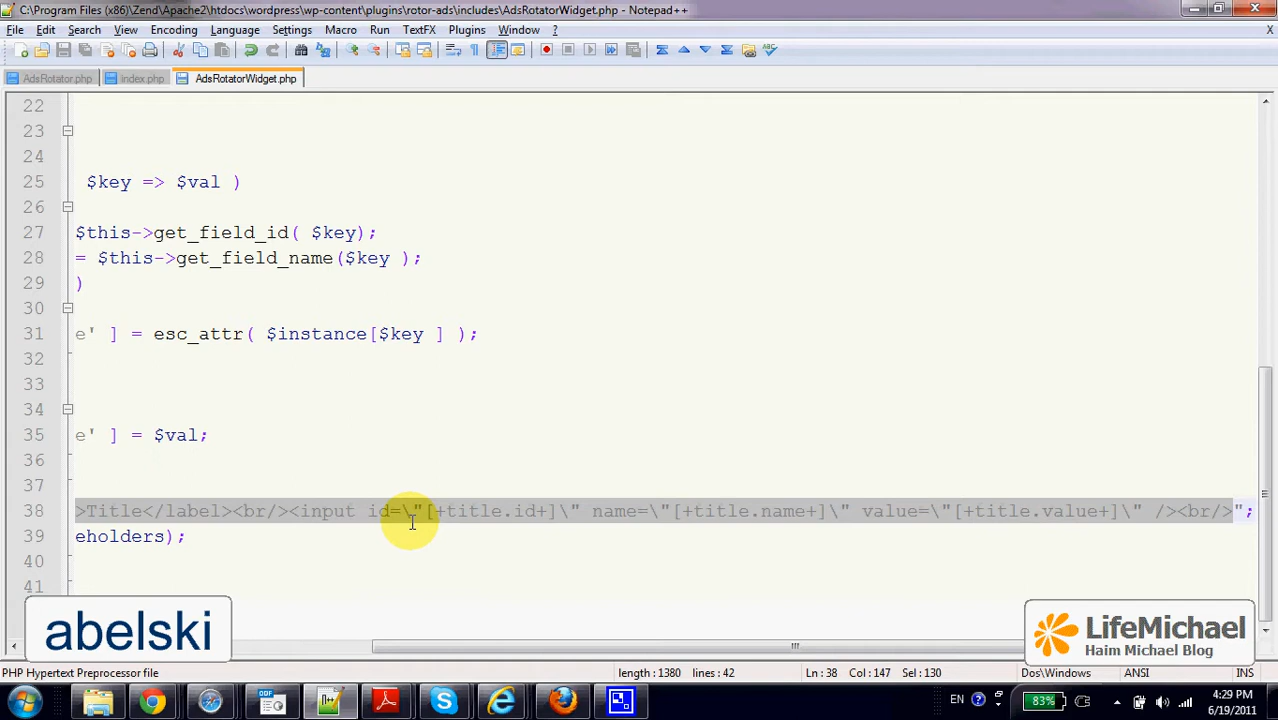 C:\Program Files (x86)\Zend\Apache2\htdocs\wordpress\wp-content\plugins\rotor-ads\includes\AdsRotatorWidget.php - Notepad++
File Edit Search View Encoding Language Settings Macro Run TextFX Plugins Window ? X
AdsRotator.php index.php AdsRotatorWidget.php
22
23
24
25 $key => $val )
26
27 $this->get_field_id( $key);
28 = $this->get_field_name($key );
29 )
30
31 e' ] = esc_attr( $instance[$key ] );
32
33
34
35 e' ] = $val;
36
37
38 >Title</label><br/><input id=\"[+title.id+]\" name=\"[+title.name+]\" value=\"[+title.value+]\" /><br/>";
39 eholders);
40
41
abelski
LifeMichael
Haim Michael Blog
PHP Hypertext Preprocessor file length : 1380 lines : 42 Ln : 38 Col : 147 Sel : 130 Dos\Windows ANSI INS
EN 83% 4:29 PM
6/19/2011